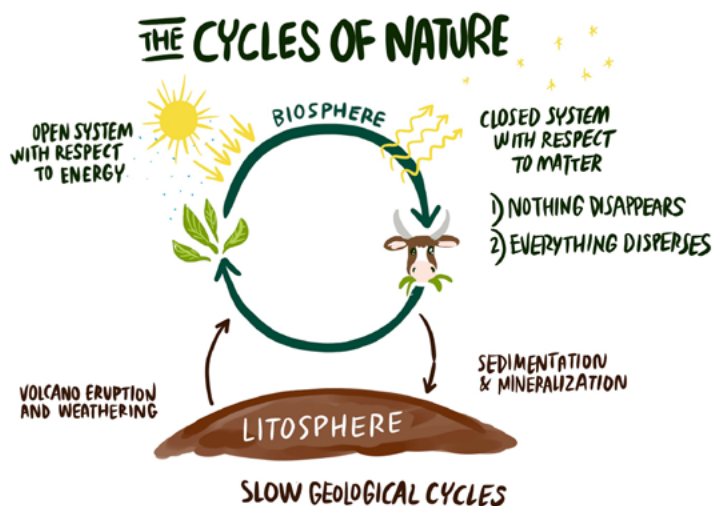 THE CYCLES OF NATURE
BIOSPHERE
OPEN SYSTEM
WITH RESPECT
TO ENERGY
CLOSED SYSTEM
WITH RESPECT
TO MATTER
1) NOTHING DISAPPEARS
2) EVERYTHING DISPERSES
VOLCANO ERUPTION
AND WEATHERING
SEDIMENTATION
& MINERALIZATION
LITOSPHERE
SLOW GEOLOGICAL CYCLES